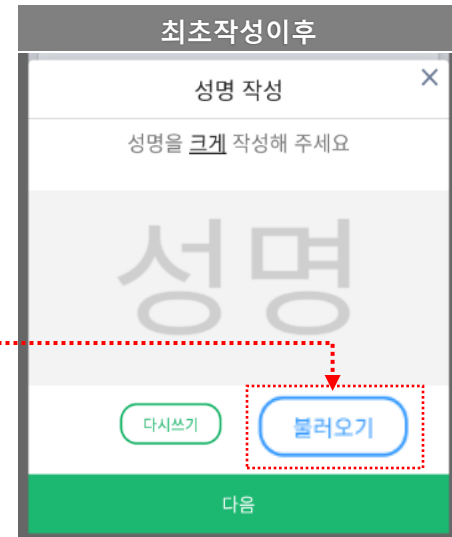 최초작성이후
성명 작성
성명을 크게 작성해 주세요
성명
다시쓰기
불러오기
다음